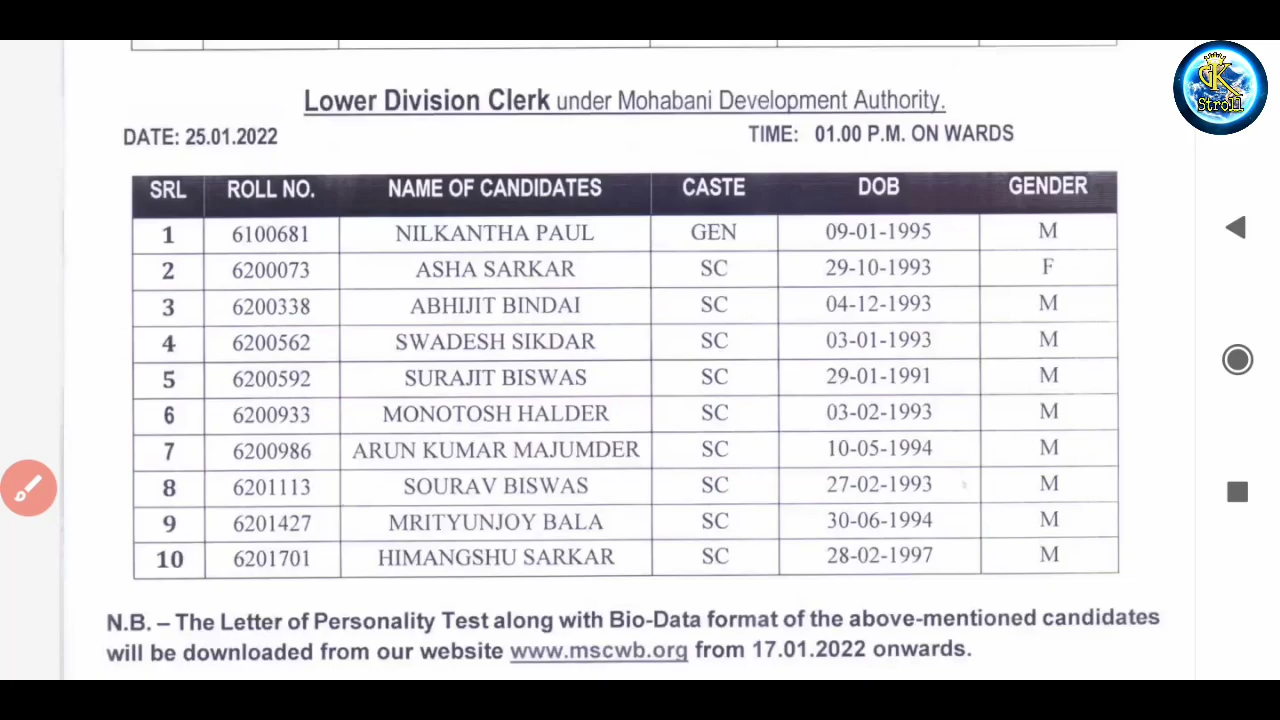 GK
Stroll
Lower Division Clerk under Mohabani Development Authority.
DATE: 25.01.2022 TIME: 01.00 P.M. ON WARDS
SRL ROLL NO. NAME OF CANDIDATES CASTE DOB GENDER
1 6100681 NILKANTHA PAUL GEN 09-01-1995 M
2 6200073 ASHA SARKAR SC 29-10-1993 F
3 6200338 ABHIJIT BINDAI SC 04-12-1993 M
4 6200562 SWADESH SIKDAR SC 03-01-1993 M
5 6200592 SURAJIT BISWAS SC 29-01-1991 M
6 6200933 MONOTOSH HALDER SC 03-02-1993 M
7 6200986 ARUN KUMAR MAJUMDER SC 10-05-1994 M
8 6201113 SOURAV BISWAS SC 27-02-1993 M
9 6201427 MRITYUNJOY BALA SC 30-06-1994 M
10 6201701 HIMANGSHU SARKAR SC 28-02-1997 M
N.B. – The Letter of Personality Test along with Bio-Data format of the above-mentioned candidates
will be downloaded from our website www.mscwb.org from 17.01.2022 onwards.